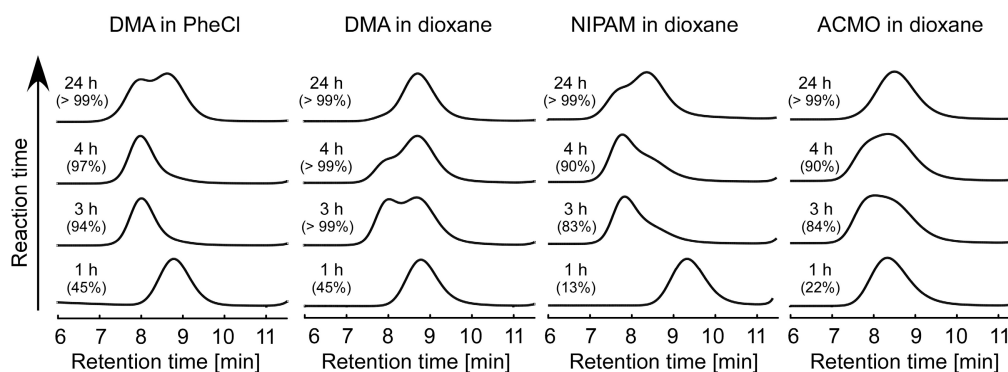 DMA in PheCl
DMA in dioxane
NIPAM in dioxane
ACMO in dioxane
Reaction time
24 h
(> 99%)
4 h
(97%)
3 h
(94%)
1 h
(45%)
6 7 8 9 10 11
Retention time [min]
24 h
(> 99%)
4 h
(> 99%)
3 h
(> 99%)
1 h
(45%)
6 7 8 9 10 11
Retention time [min]
24 h
(> 99%)
4 h
(90%)
3 h
(83%)
1 h
(13%)
6 7 8 9 10 11
Retention time [min]
24 h
(> 99%)
4 h
(90%)
3 h
(84%)
1 h
(22%)
6 7 8 9 10 11
Retention time [min]